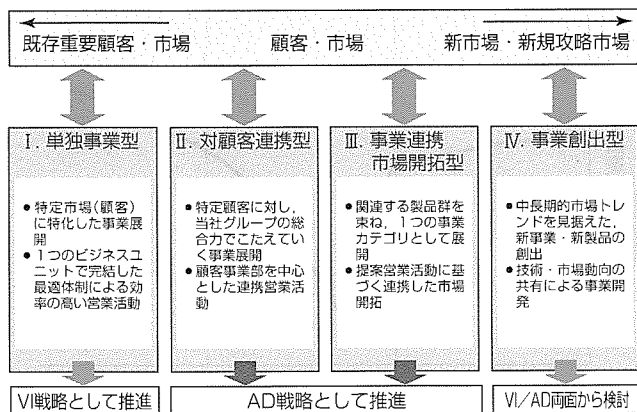 既存重要顧客・市場 顧客・市場 新市場・新規攻略市場
Ⅰ．単独事業型
● 特定市場(顧客)
に特化した事業展
開
● 1つのビジネスユ
ニットで完結した
最適体制による効
率の高い営業活動
Ⅱ．対顧客連携型
● 特定顧客に対し，
当社グループの総
合力でこたえてい
く事業展開
● 顧客事業部を中心
とした連携営業活
動
Ⅲ．事業連携
市場開拓型
● 関連する製品群を
束ね，1つの事業
カテゴリとして展
開
● 提案営業活動に基
づく連携した市場
開拓
Ⅳ．事業創出型
● 中長期的市場トレ
ンドを見据えた，
新事業・新製品の
創出
● 技術・市場動向の
共有による事業開
発
VI戦略として推進
AD戦略として推進
VI／AD両面から検討